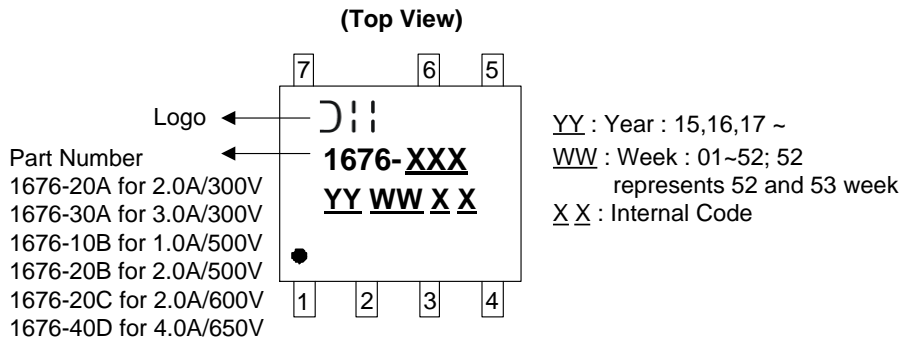 (Top View)
7 6 5
Logo
1676-XXX
YY WW X X
1 2 3 4
Part Number
1676-20A for 2.0A/300V
1676-30A for 3.0A/300V
1676-10B for 1.0A/500V
1676-20B for 2.0A/500V
1676-20C for 2.0A/600V
1676-40D for 4.0A/650V
YY : Year : 15,16,17 ~
WW : Week : 01~52; 52
represents 52 and 53 week
X X : Internal Code